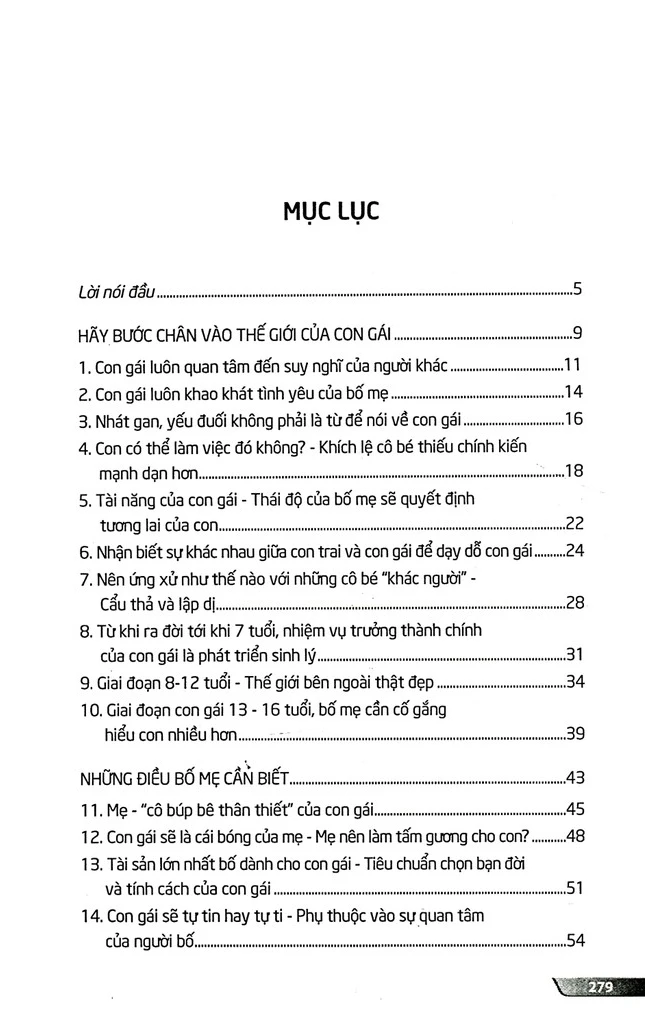 MỤC LỤC
Lời nói đầu.....5
HÃY BƯỚC CHÂN VÀO THẾ GIỚI CỦA CON GÁI.....9
1. Con gái luôn quan tâm đến suy nghĩ của người khác.....11
2. Con gái luôn khao khát tình yêu của bố mẹ.....14
3. Nhát gan, yếu đuối không phải là từ để nói về con gái.....16
4. Con có thể làm việc đó không? - Khích lệ cô bé thiếu chính kiến
mạnh dạn hơn.....18
5. Tài năng của con gái - Thái độ của bố mẹ sẽ quyết định
tương lai của con.....22
6. Nhận biết sự khác nhau giữa con trai và con gái để dạy dỗ con gái.....24
7. Nên ứng xử như thế nào với những cô bé "khác người" -
Cẩu thả và lập dị.....28
8. Từ khi ra đời tới khi 7 tuổi, nhiệm vụ trưởng thành chính
của con gái là phát triển sinh lý.....31
9. Giai đoạn 8-12 tuổi - Thế giới bên ngoài thật đẹp.....34
10. Giai đoạn con gái 13 - 16 tuổi, bố mẹ cần cố gắng
hiểu con nhiều hơn.....39
NHỮNG ĐIỀU BỐ MẸ CẦN BIẾT.....43
11. Mẹ - "cô búp bê thân thiết" của con gái.....45
12. Con gái sẽ là cái bóng của mẹ - Mẹ nên làm tấm gương cho con?.....48
13. Tài sản lớn nhất bố dành cho con gái - Tiêu chuẩn chọn bạn đời
và tính cách của con gái.....51
14. Con gái sẽ tự tin hay tự ti - Phụ thuộc vào sự quan tâm
của người bố.....54
279